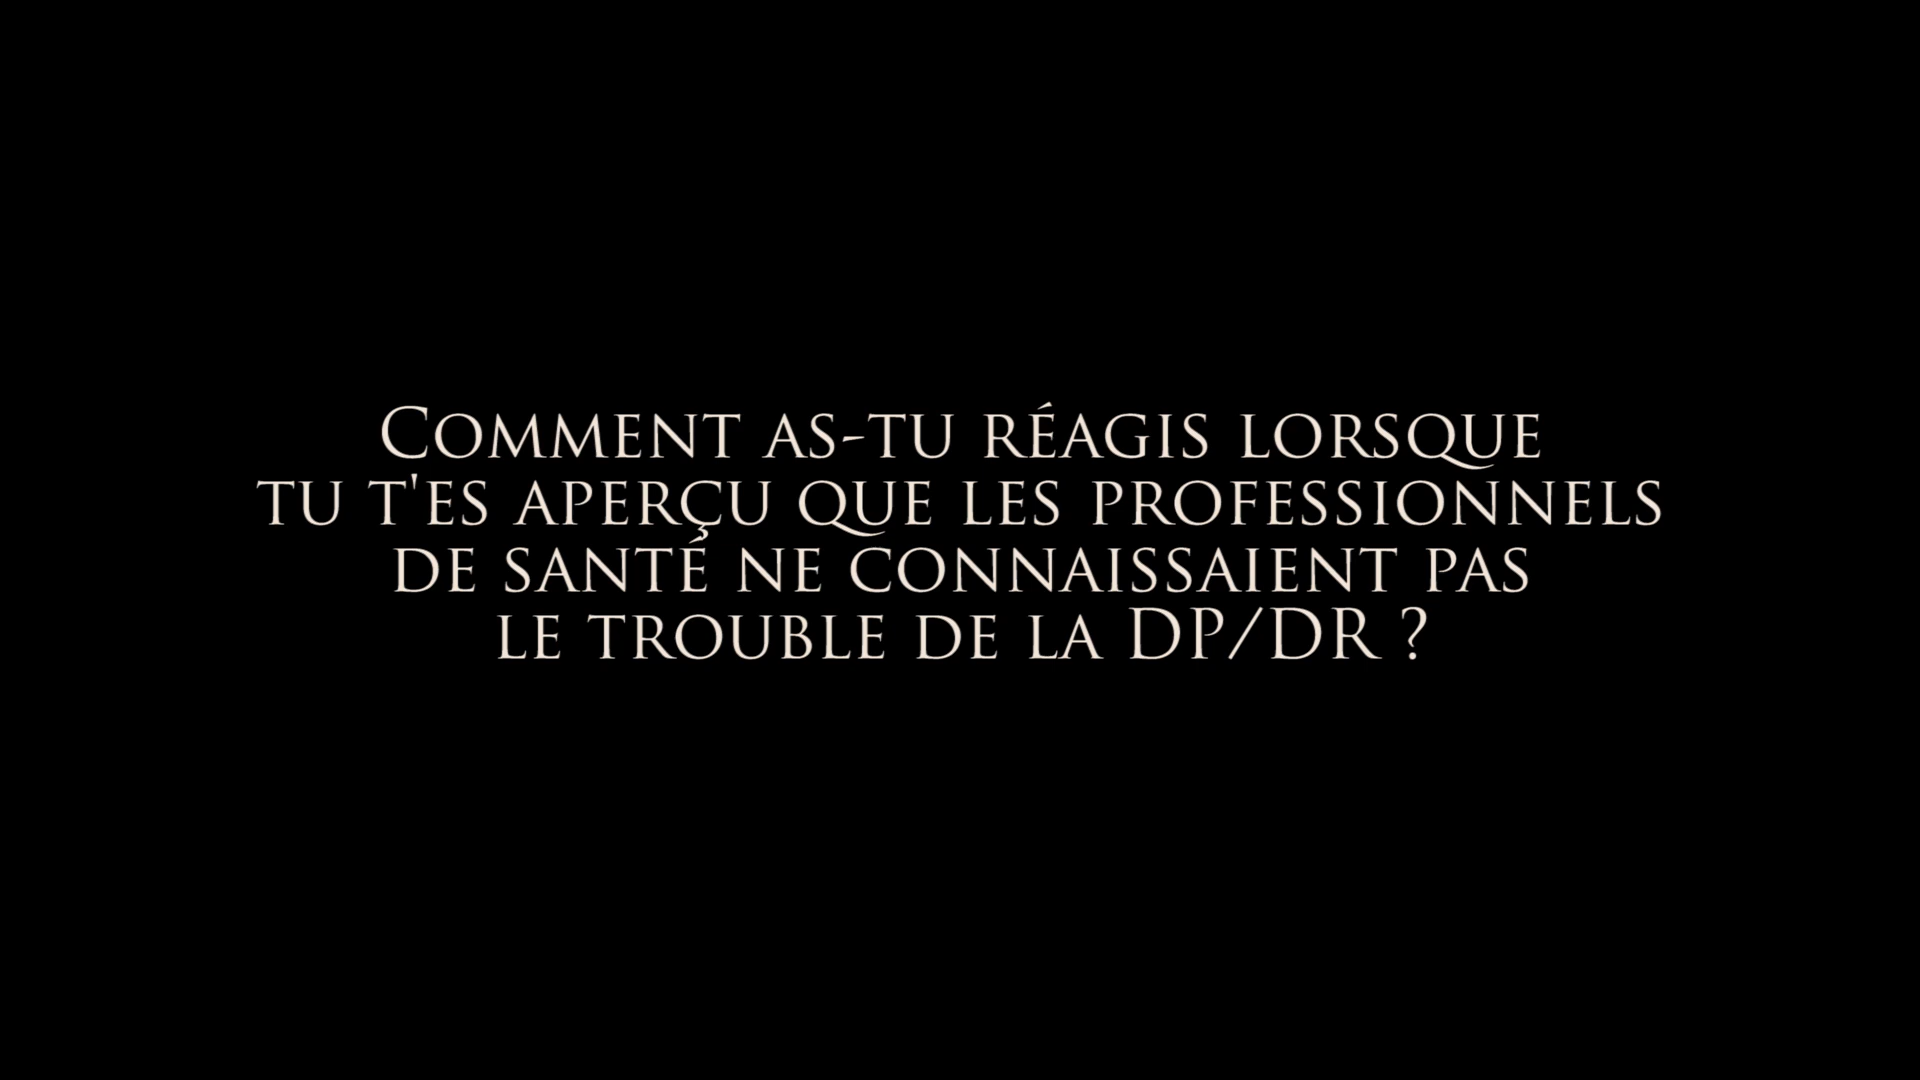 Comment as-tu réagis lorsque
tu t'es aperçu que les professionnels
de santé ne connaissaient pas
le trouble de la DP/DR ?